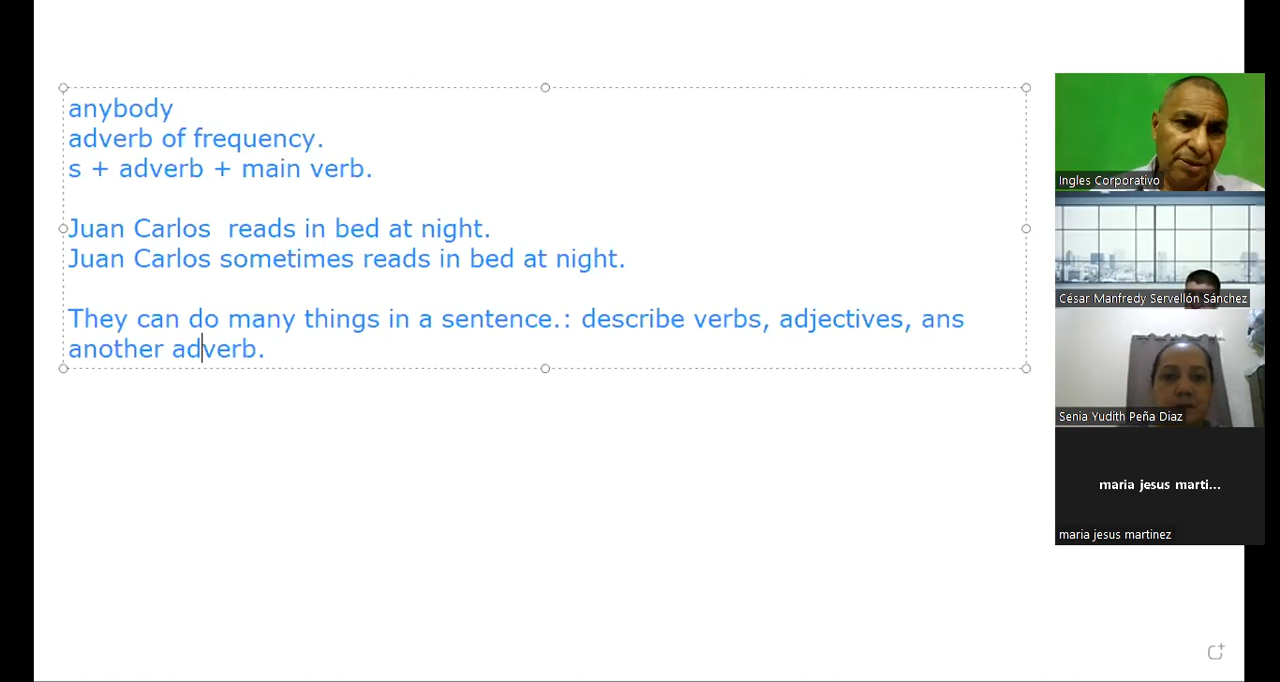 anybody
adverb of frequency.
s + adverb + main verb.
Juan Carlos  reads in bed at night.
Juan Carlos sometimes reads in bed at night.
They can do many things in a sentence.: describe verbs, adjectives, ans
another adverb.
Ingles Corporativo
César Manfredy Servellón Sánchez
Senia Yudith Peña Diaz
maria jesus marti...
maria jesus martinez